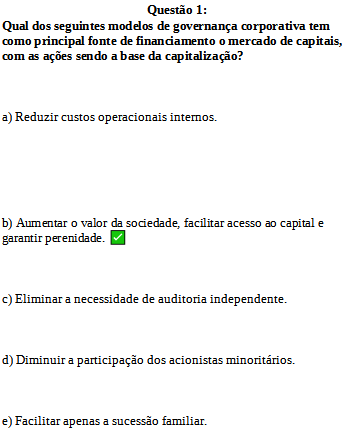 Questão 1:
Qual dos seguintes modelos de governança corporativa tem
como principal fonte de financiamento o mercado de capitais,
com as ações sendo a base da capitalização?
a) Reduzir custos operacionais internos.
b) Aumentar o valor da sociedade, facilitar acesso ao capital e
garantir perenidade. ✅
c) Eliminar a necessidade de auditoria independente.
d) Diminuir a participação dos acionistas minoritários.
e) Facilitar apenas a sucessão familiar.